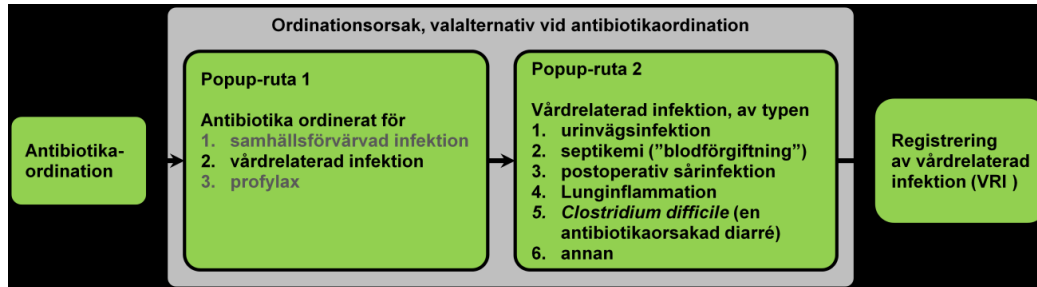 Ordinationsorsak, valalternativ vid antibiotikaordination
Antibiotika-
ordination
Popup-ruta 1
Antibiotika ordinerat för
1. samhällsförvärvad infektion
2. vårdrelaterad infektion
3. profylax
Popup-ruta 2
Vårdrelaterad infektion, av typen
1. urinvägsinfektion
2. septikemi (”blodförgiftning”)
3. postoperativ sårinfektion
4. Lunginflammation
5. Clostridium difficile (en
antibiotikaorsakad diarré)
6. annan
Registrering
av vårdrelaterad
infektion (VRI )